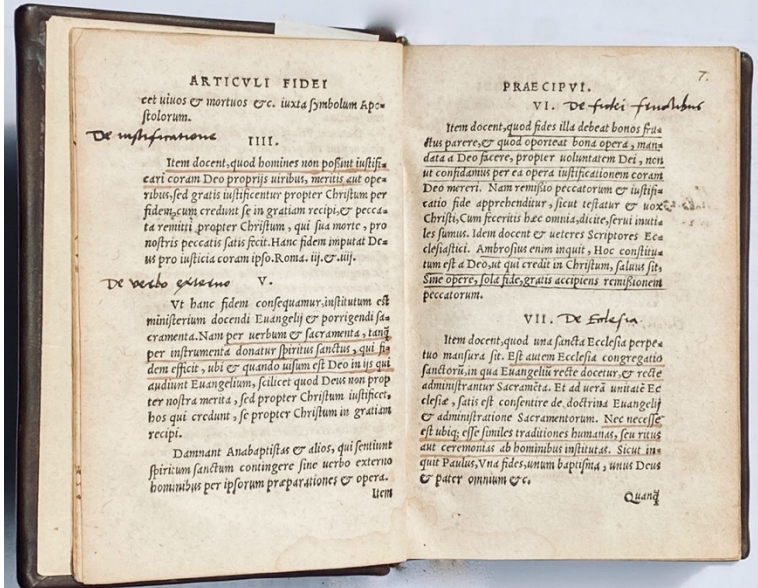 ARTICVLI FIDEI
cet uiuos & mortuos &c. iuxta symbolum Apo=
stolorum.
De iustificatione
IIII.
Item docent, quod homines non possint iustifi=
cari coram Deo proprijs uiribus, meritis aut ope=
ribus, sed gratis iustificentur propter Christum per
fidem, cum credunt se in gratiam recipi, & pecca=
ta remitti propter Christum, qui sua morte, pro
nostris peccatis satis fecit. Hanc fidem imputat De=
us pro iusticia coram ipso. Roma. iij. & .iiij.
De verbo externo
V.
Vt hanc fidem consequamur, institutum est
ministerium docendi Euangelij & porrigendi sa=
cramenta. Nam per uerbum & sacramenta, tanq̃
per instrumenta donatur spiritus sanctus, qui fi=
dem efficit, ubi & quando uisum est Deo in ijs qui
audiunt Euangelium, scilicet quod Deus non prop
ter nostra merita, sed propter Christum iustificet,
hos qui credunt, se propter Christum in gratiam
recipi.
Damnant Anabaptistas & alios, qui sentiunt
spiritum sanctum contingere sine uerbo externo
hominibus per ipsorum præparationes & opera.
Item
PRAECIPVI.
7.
VI. De fidei
Item docent, quod fides illa debeat bonos fru=
ctus parere, & quod oporteat bona opera, man=
data a Deo facere, propter uoluntatem Dei, non
ut confidamus per ea opera iustificationem coram
Deo mereri. Nam remissio peccatorum & iustifi=
catio fide apprehenditur, sicut testatur & uox
Christi, Cum feceritis hæc omnia, dicite, serui inuti=
les sumus. Idem docent & ueteres Scriptores Ec=
clesiastici. Ambrosius enim inquit, Hoc constitu=
tum est a Deo, ut qui credit in Christum, saluus sit,
Sine opere, sola fide, gratis accipiens remißionem
peccatorum.
VII. De Ecclesia
Item docent, quod una sancta Ecclesia perpe=
tuo mansura sit. Est autem Ecclesia congregatio
sanctorũ, in qua Euangeliũ recte docetur, & recte
administrantur Sacramẽta. Et ad uerã unitatẽ Ec
clesiæ, satis est consentire de doctrina Euangelij
& administratione Sacramentorum. Nec necesse
est ubiq; esse similes traditiones humanas, seu ritus
aut ceremonias ab hominibus institutas. Sicut in=
quit Paulus, Vna fides, unum baptisma, unus Deus
& pater omnium &c.
Quanq̃